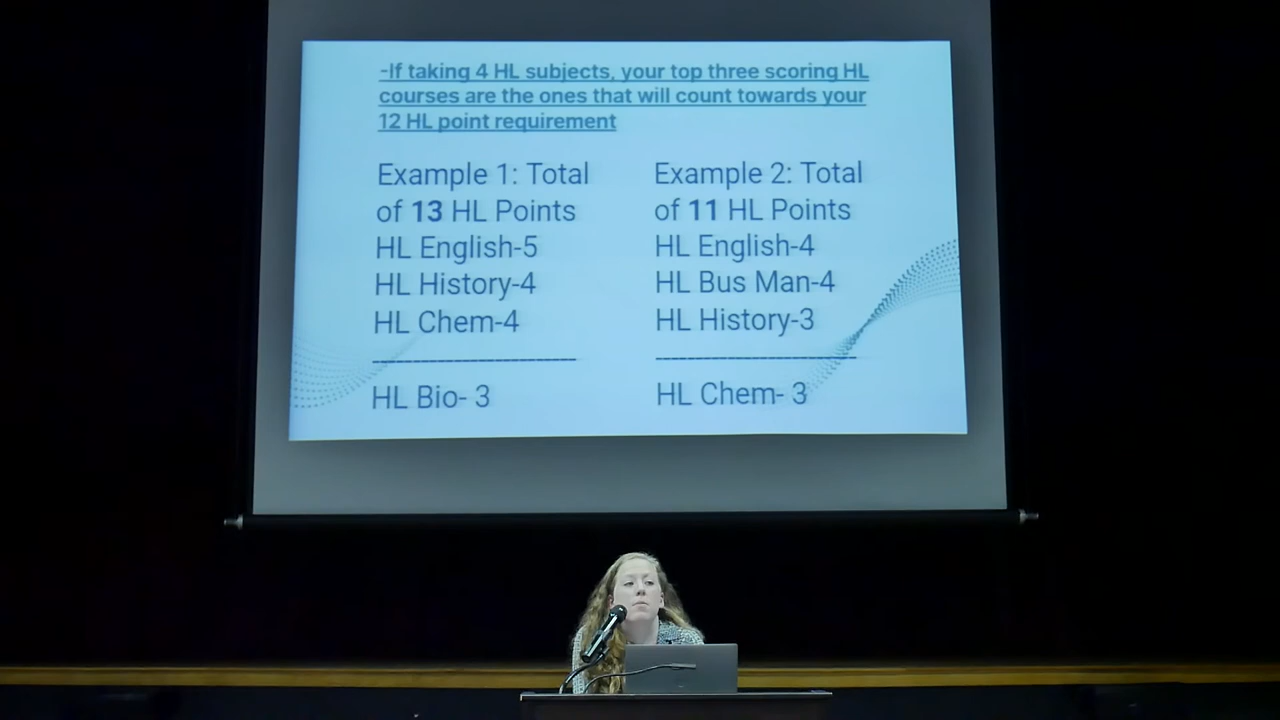 -If taking 4 HL subjects, your top three scoring HL
courses are the ones that will count towards your
12 HL point requirement
Example 1: Total
of 13 HL Points
HL English-5
HL History-4
HL Chem-4
HL Bio- 3
Example 2: Total
of 11 HL Points
HL English-4
HL Bus Man-4
HL History-3
HL Chem- 3